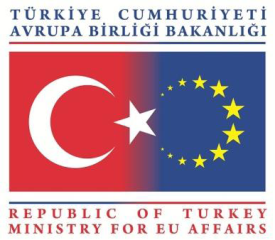 TÜRKİYE CUMHURİYETİ
AVRUPA BİRLİĞİ BAKANLIĞI
REPUBLIC OF TURKEY
MINISTRY FOR EU AFFAIRS